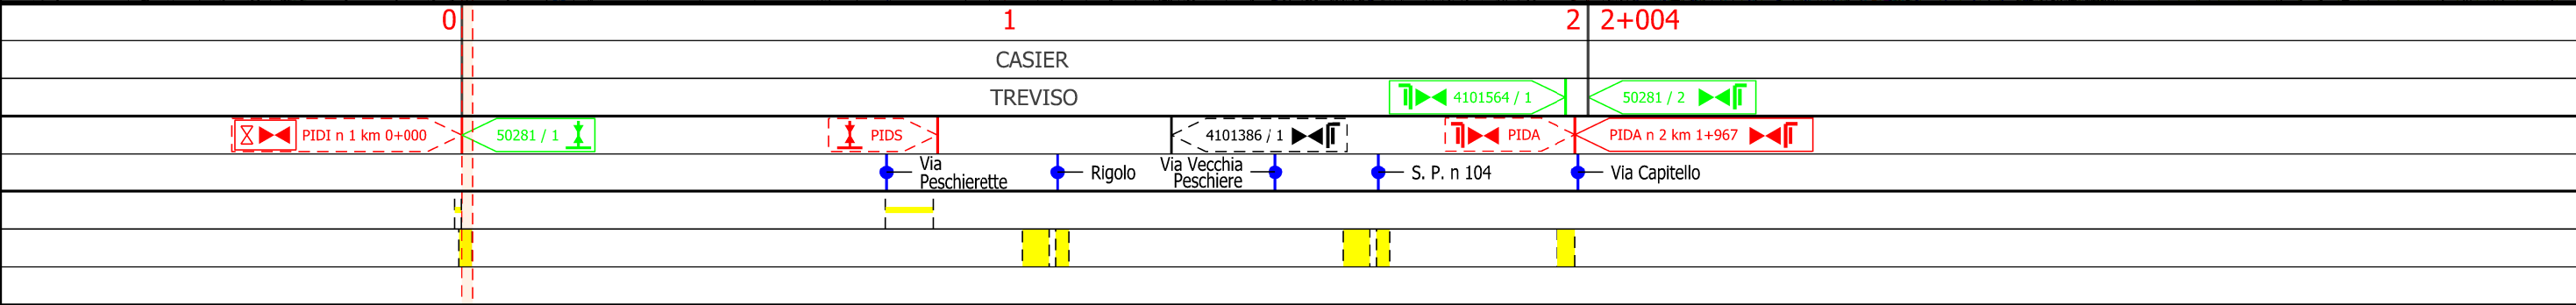 0 1 2 2+004
CASIER
TREVISO 4101564 / 1 50281 / 2
PIDI n 1 km 0+000 50281 / 1 PIDS 4101386 / 1 PIDA PIDA n 2 km 1+967
Via
Peschierette
Rigolo
Via Vecchia
Peschiere
S. P. n 104
Via Capitello